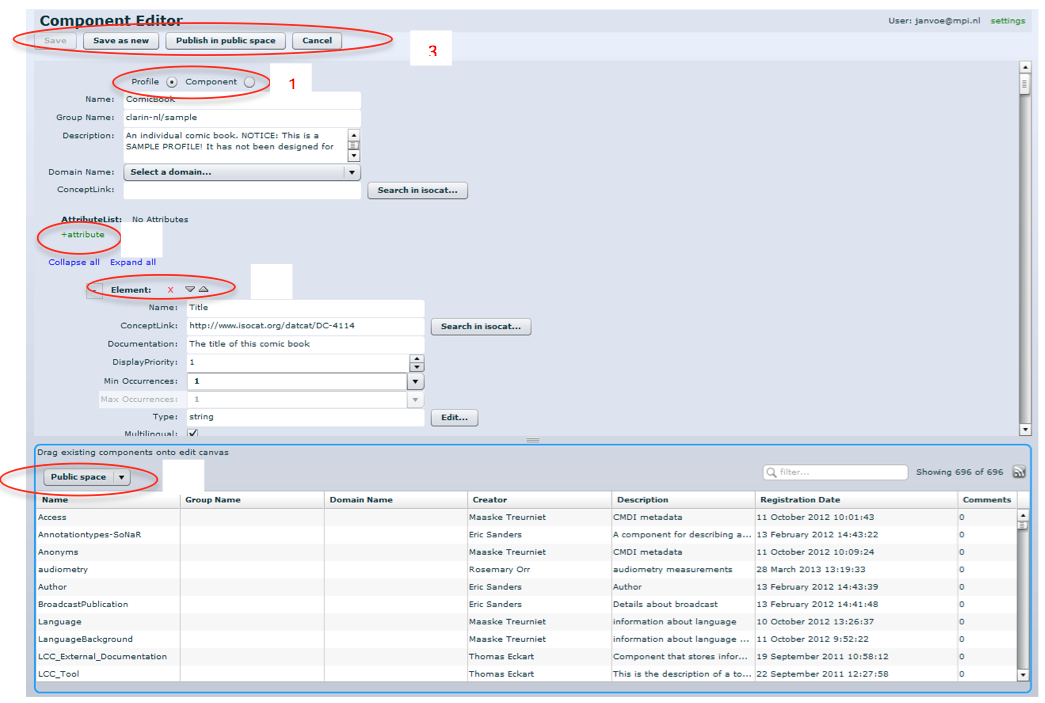 Component Editor
User: janvoe@mpi.nl settings
Save Save as new Publish in public space Cancel
3
Profile Component
1
Name: ComicBook
Group Name: clarin-nl/sample
Description: An individual comic book. NOTICE: This is a
SAMPLE PROFILE! It has not been designed for
Domain Name: Select a domain...
ConceptLink: Search in isocat...
AttributeList: No Attributes
+attribute
Collapse all Expand all
- Element: X
Name: Title
ConceptLink: http://www.isocat.org/datcat/DC-4114 Search in isocat...
Documentation: The title of this comic book
DisplayPriority: 1
Min Occurrences: 1
Max Occurrences: 1
Type: string Edit...
Multilingual:
Drag existing components onto edit canvas
Public space filter... Showing 696 of 696
Name Group Name Domain Name Creator Description Registration Date Comments
Access Maaske Treurniet CMDI metadata 11 October 2012 10:01:43 0
Annotationtypes-SoNaR Eric Sanders A component for describing a... 13 February 2012 14:43:22 0
Anonyms Maaske Treurniet CMDI metadata 11 October 2012 10:09:24 0
audiometry Rosemary Orr audiometry measurements 28 March 2013 13:19:33 0
Author Eric Sanders Author 13 February 2012 14:43:39 0
BroadcastPublication Eric Sanders Details about broadcast 13 February 2012 14:41:48 0
Language Maaske Treurniet information about language 10 October 2012 13:26:37 0
LanguageBackground Maaske Treurniet information about language ... 11 October 2012 9:52:22 0
LCC_External_Documentation Thomas Eckart Component that stores infor... 19 September 2011 10:58:12 0
LCC_Tool Thomas Eckart This is the description of a to... 22 September 2011 12:27:58 0